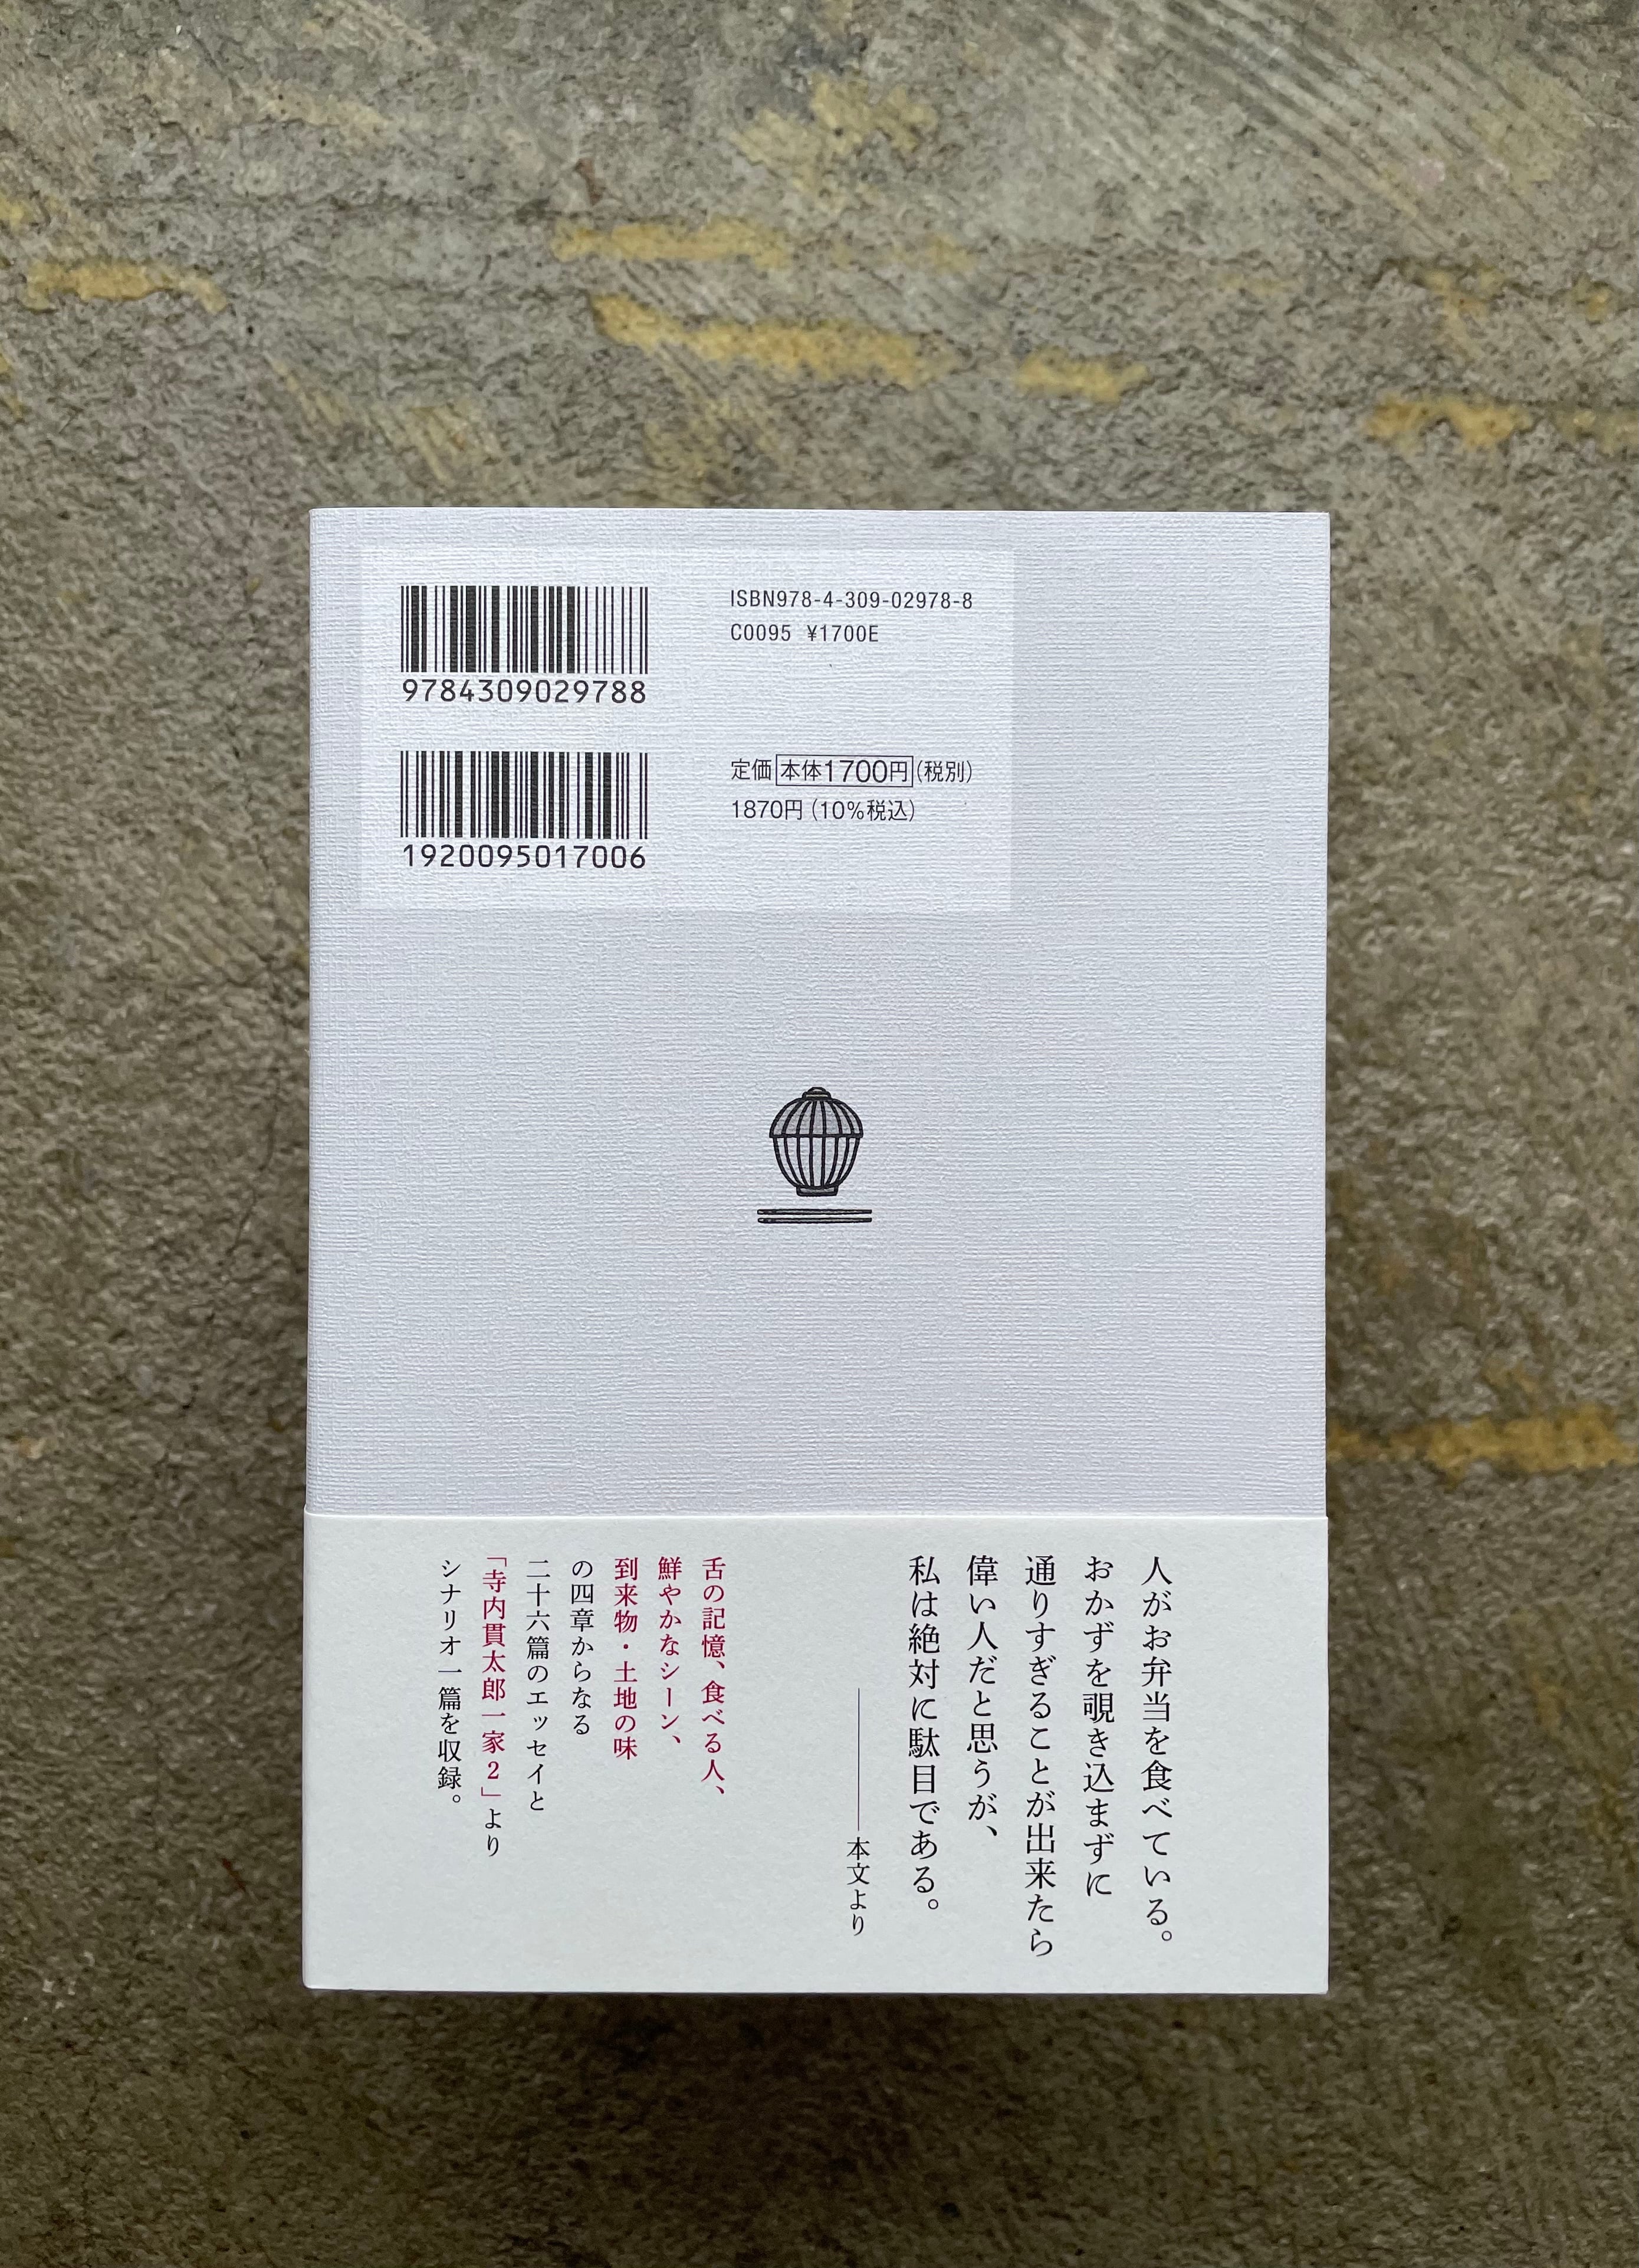 9784309029788
ISBN978-4-309-02978-8
C0095 ¥1700E
1920095017006
定価本体1700円(税別)
1870円(10%税込)
人がお弁当を食べている。
おかずを覗き込まずに
通りすぎることが出来たら
偉い人だと思うが、
私は絶対に駄目である。
――本文より
舌の記憶、食べる人、
鮮やかなシーン、
到来物・土地の味
の四章からなる
二十六篇のエッセイと
「寺内貫太郎一家2」より
シナリオ一篇を収録。